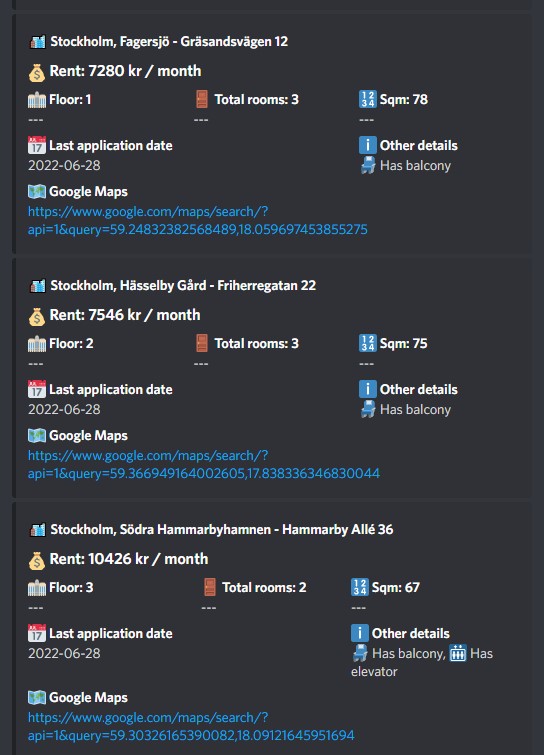 Stockholm, Fagersjö - Gräsandsvägen 12
Rent: 7280 kr / month
Floor: 1 Total rooms: 3 Sqm: 78
--- --- ---
Last application date Other details
2022-06-28 Has balcony
Google Maps
https://www.google.com/maps/search/?
api=1&query=59.24832382568489,18.059697453855275
Stockholm, Hässelby Gård - Friherregatan 22
Rent: 7546 kr / month
Floor: 2 Total rooms: 3 Sqm: 75
--- --- ---
Last application date Other details
2022-06-28 Has balcony
Google Maps
https://www.google.com/maps/search/?
api=1&query=59.366949164002605,17.838336346830044
Stockholm, Södra Hammarbyhamnen - Hammarby Allé 36
Rent: 10426 kr / month
Floor: 3 Total rooms: 2 Sqm: 67
--- --- ---
Last application date Other details
2022-06-28 Has balcony, Has
elevator
Google Maps
https://www.google.com/maps/search/?
api=1&query=59.30326165390082,18.09121645951694